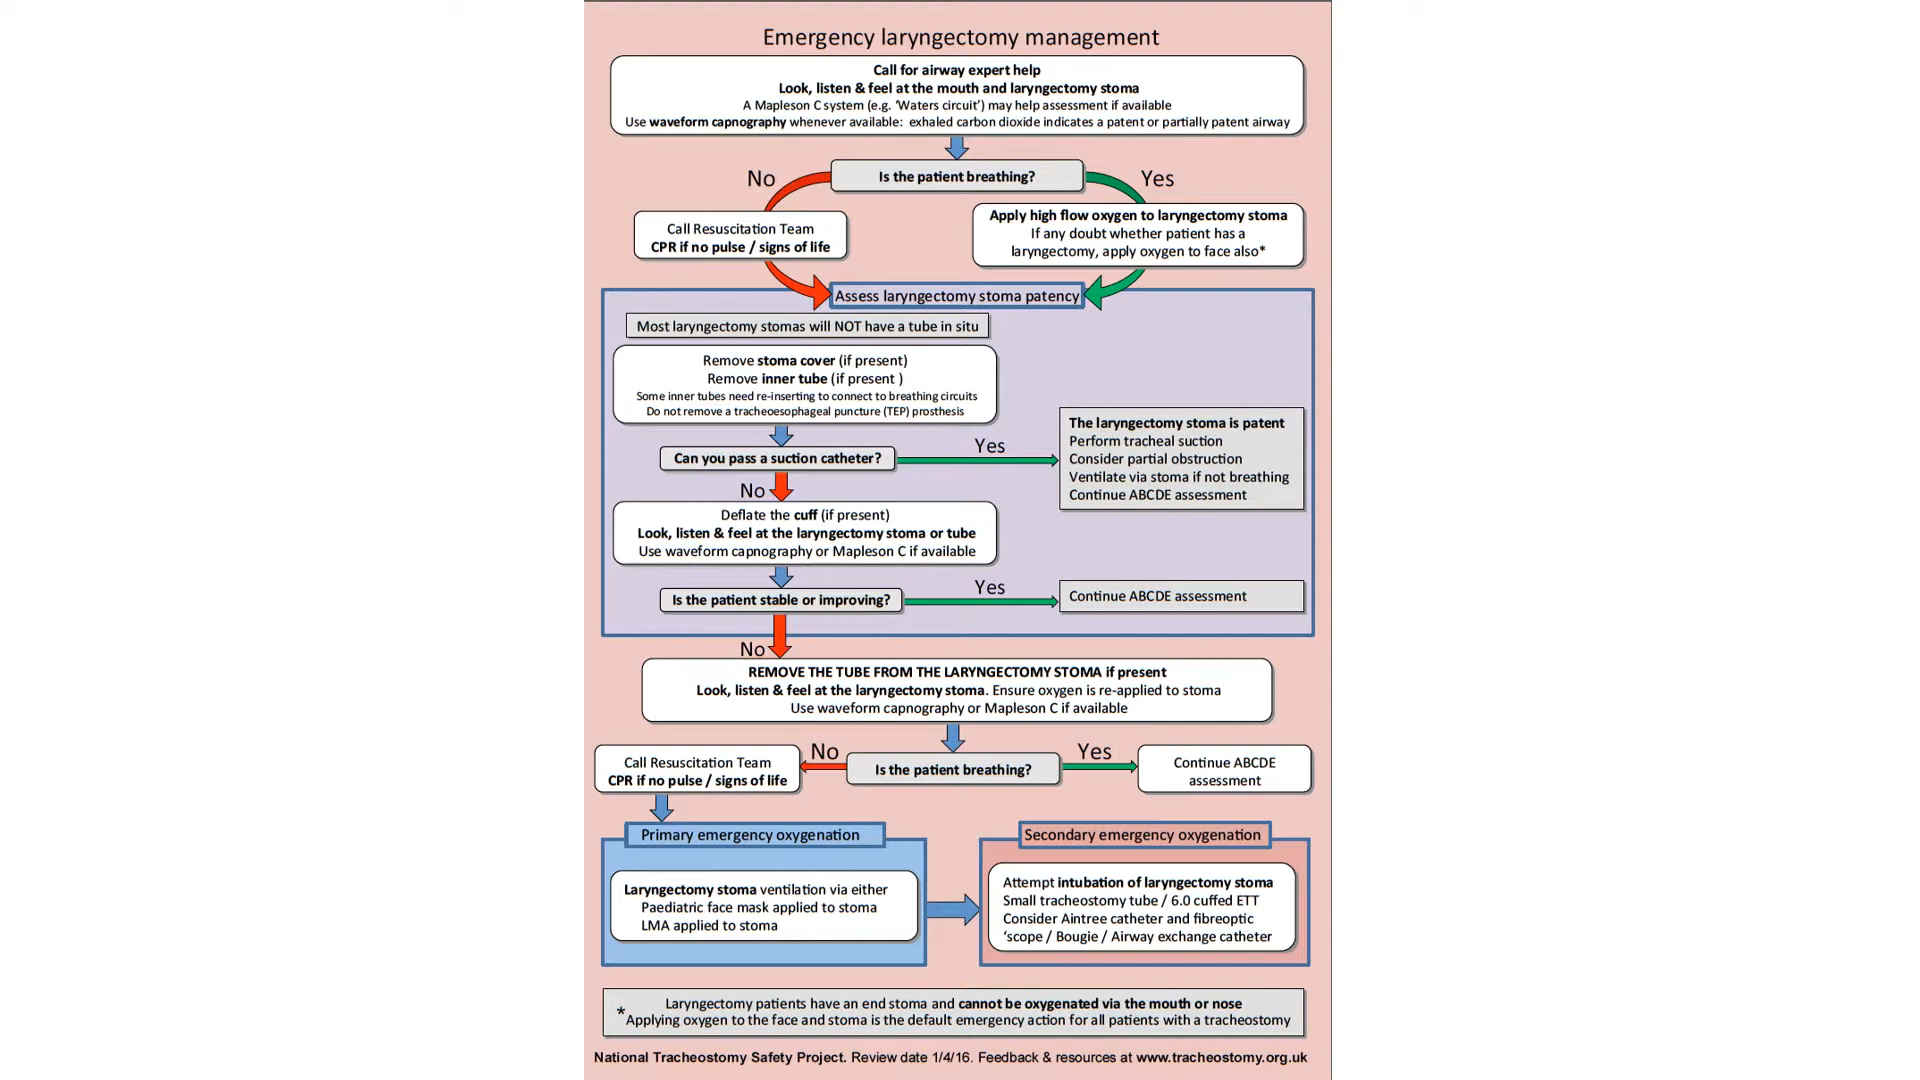 Emergency laryngectomy management
Call for airway expert help
Look, listen & feel at the mouth and laryngectomy stoma
A Mapleson C system (e.g. ‘Waters circuit’) may help assessment if available
Use waveform capnography whenever available: exhaled carbon dioxide indicates a patent or partially patent airway
Is the patient breathing?
No
Yes
Call Resuscitation Team
CPR if no pulse / signs of life
Apply high flow oxygen to laryngectomy stoma
If any doubt whether patient has a
laryngectomy, apply oxygen to face also*
Assess laryngectomy stoma patency
Most laryngectomy stomas will NOT have a tube in situ
Remove stoma cover (if present)
Remove inner tube (if present )
Some inner tubes need re-inserting to connect to breathing circuits
Do not remove a tracheoesophageal puncture (TEP) prosthesis
Can you pass a suction catheter?
Yes
The laryngectomy stoma is patent
Perform tracheal suction
Consider partial obstruction
Ventilate via stoma if not breathing
Continue ABCDE assessment
No
Deflate the cuff (if present)
Look, listen & feel at the laryngectomy stoma or tube
Use waveform capnography or Mapleson C if available
Is the patient stable or improving?
Yes
Continue ABCDE assessment
No
REMOVE THE TUBE FROM THE LARYNGECTOMY STOMA if present
Look, listen & feel at the laryngectomy stoma. Ensure oxygen is re-applied to stoma
Use waveform capnography or Mapleson C if available
Is the patient breathing?
No
Yes
Call Resuscitation Team
CPR if no pulse / signs of life
Continue ABCDE
assessment
Primary emergency oxygenation
Laryngectomy stoma ventilation via either
Paediatric face mask applied to stoma
LMA applied to stoma
Secondary emergency oxygenation
Attempt intubation of laryngectomy stoma
Small tracheostomy tube / 6.0 cuffed ETT
Consider Aintree catheter and fibreoptic
‘scope / Bougie / Airway exchange catheter
* Laryngectomy patients have an end stoma and cannot be oxygenated via the mouth or nose
Applying oxygen to the face and stoma is the default emergency action for all patients with a tracheostomy
National Tracheostomy Safety Project. Review date 1/4/16. Feedback & resources at www.tracheostomy.org.uk